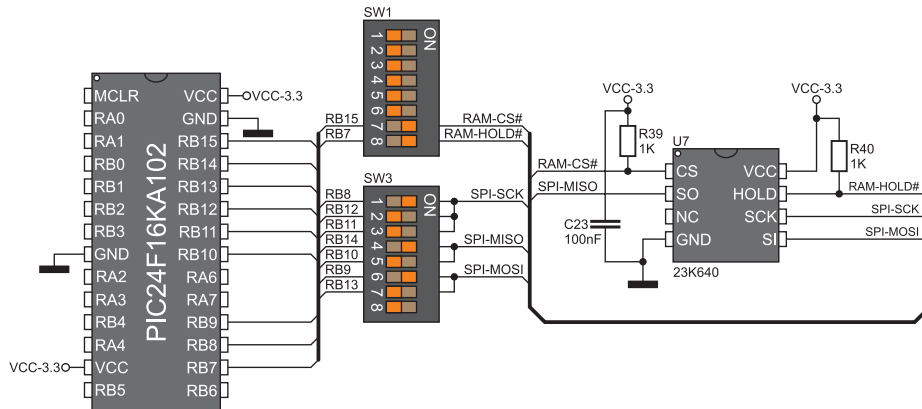 SW1
ON
1
2
3
4
5
6
7
8
RB15
RB7
RAM-CS#
RAM-HOLD#
PIC24F16KA102
MCLR
RA0
RA1
RB0
RB1
RB2
RB3
GND
RA2
RA3
RB4
RA4
VCC
RB5
VCC
GND
RB15
RB14
RB13
RB12
RB11
RB10
RA6
RA7
RB9
RB8
RB7
RB6
VCC-3.3
VCC-3.3
SW3
ON
1
2
3
4
5
6
7
8
RB8
RB12
RB11
RB14
RB10
RB9
RB13
SPI-SCK
SPI-MISO
SPI-MOSI
VCC-3.3
VCC-3.3
R39
1K
R40
1K
C23
100nF
U7
RAM-CS#
SPI-MISO
CS
SO
NC
GND
VCC
HOLD
SCK
SI
RAM-HOLD#
SPI-SCK
SPI-MOSI
23K640